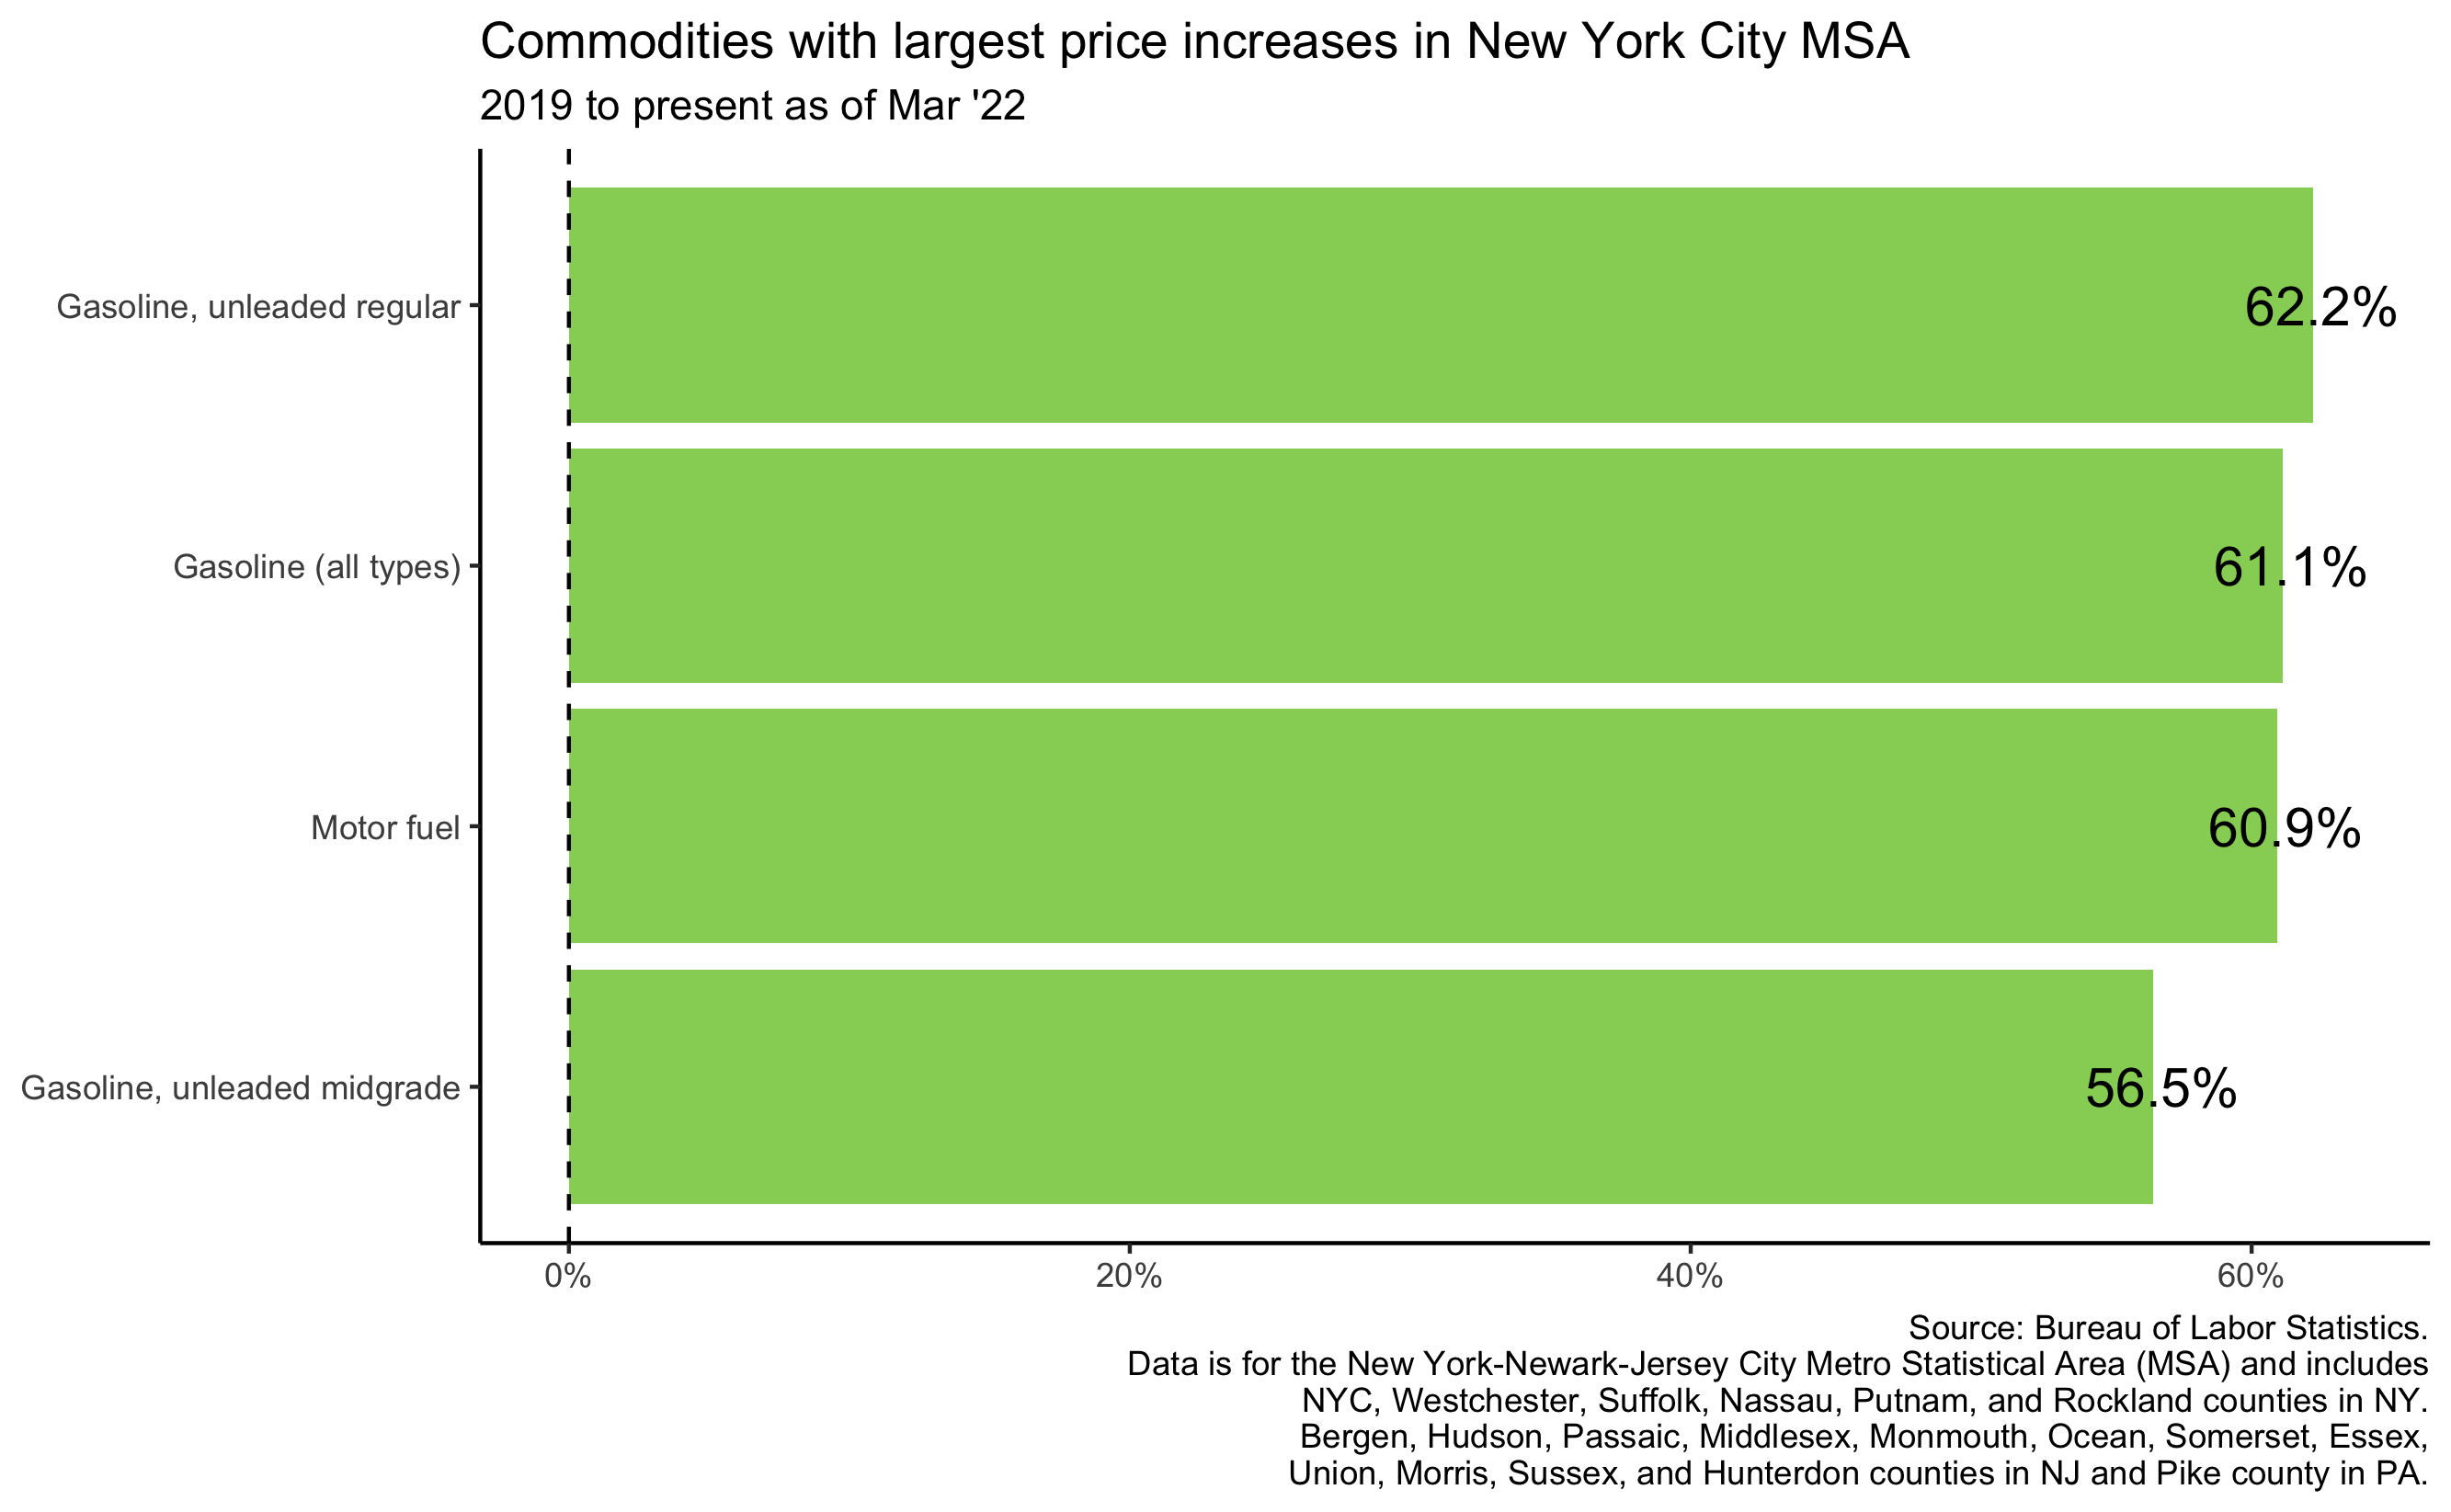 Commodities with largest price increases in New York City MSA
2019 to present as of Mar '22
Gasoline, unleaded regular
62.2%
Gasoline (all types)
61.1%
Motor fuel
60.9%
Gasoline, unleaded midgrade
56.5%
0%
20%
40%
60%
Source: Bureau of Labor Statistics.
Data is for the New York-Newark-Jersey City Metro Statistical Area (MSA) and includes
NYC, Westchester, Suffolk, Nassau, Putnam, and Rockland counties in NY.
Bergen, Hudson, Passaic, Middlesex, Monmouth, Ocean, Somerset, Essex,
Union, Morris, Sussex, and Hunterdon counties in NJ and Pike county in PA.